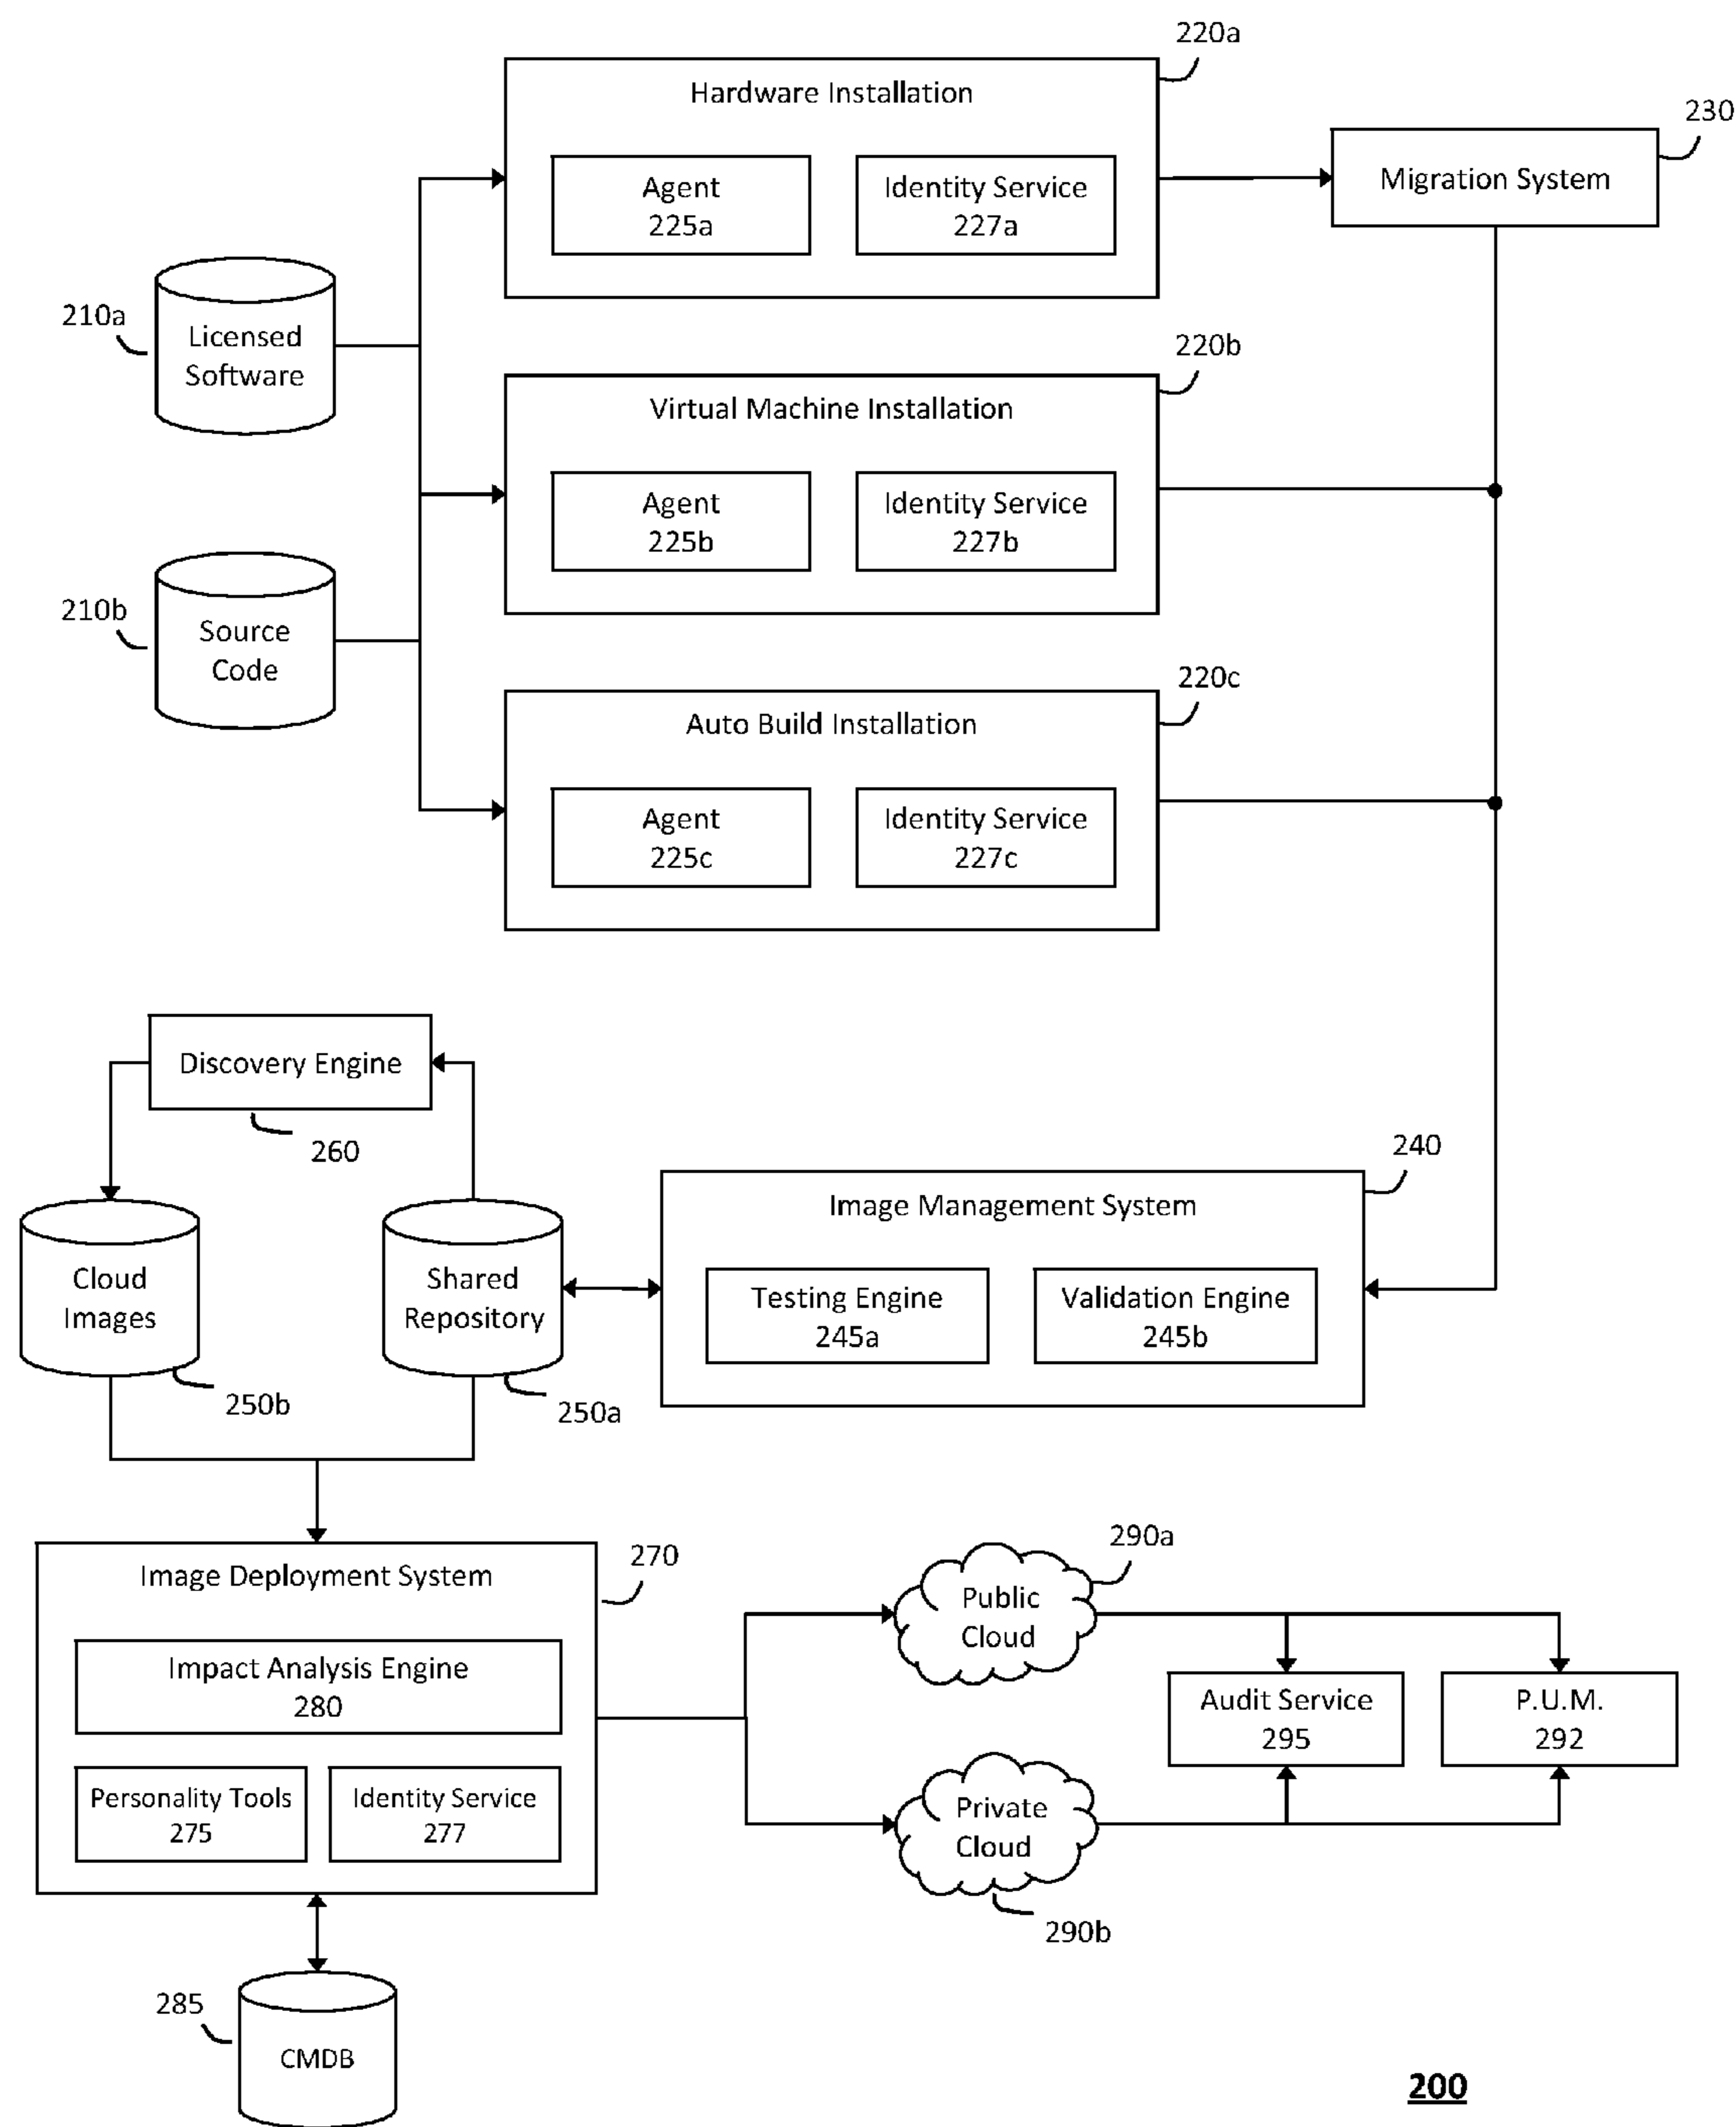 220a
Hardware Installation
230
Migration System
Agent
225a
Identity Service
227a
210a
Licensed
Software
220b
Virtual Machine Installation
Agent
225b
Identity Service
227b
210b
Source
Code
220c
Auto Build Installation
Agent
225c
Identity Service
227c
Discovery Engine
260
240
Image Management System
Cloud
Images
Shared
Repository
Testing Engine
245a
Validation Engine
245b
250b
250a
290a
270
Image Deployment System
Public
Cloud
Impact Analysis Engine
280
Audit Service
295
P.U.M.
292
Personality Tools
275
Identity Service
277
Private
Cloud
290b
285
CMDB
200